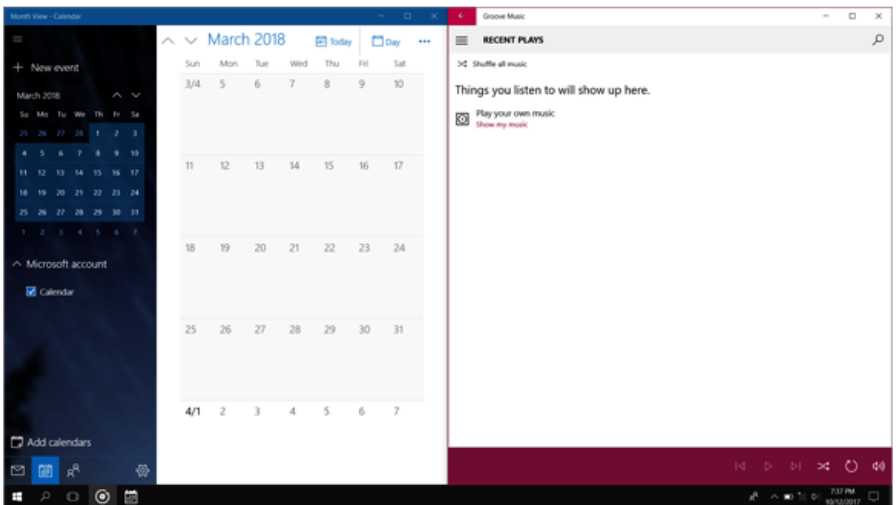 Month View - Calendar
New event
March 2018
Su Mo Tu We Th Fr Sa
25 26 27 28 1 2 3
4 5 6 7 8 9 10
11 12 13 14 15 16 17
18 19 20 21 22 23 24
25 26 27 28 29 30 31
1 2 3 4 5 6 7
Microsoft account
Calendar
Add calendars
March 2018 Today Day
Sun Mon Tue Wed Thu Fri Sat
3/4 5 6 7 8 9 10
11 12 13 14 15 16 17
18 19 20 21 22 23 24
25 26 27 28 29 30 31
4/1 2 3 4 5 6 7
Groove Music
RECENT PLAYS
Shuffle all music
Things you listen to will show up here.
Play your own music
Show my music
7:37 PM
10/12/2017